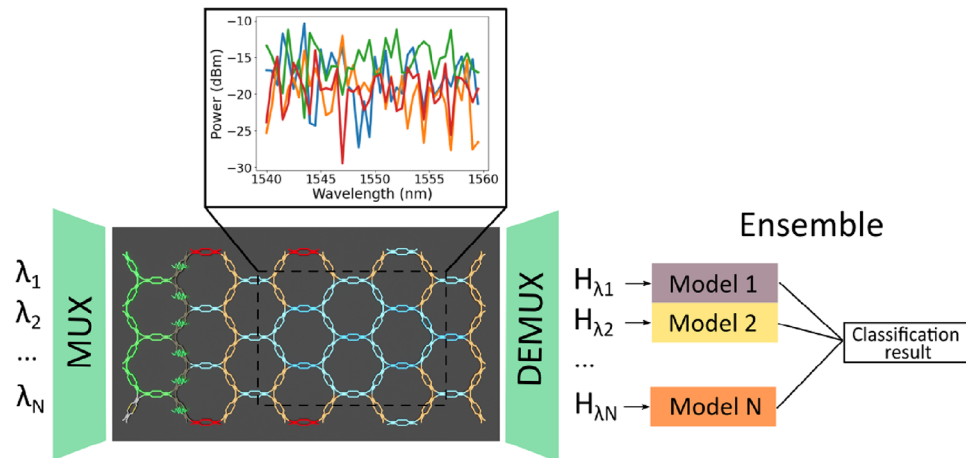 −10
−15
−20
−25
−30
Power (dBm)
1540 1545 1550 1555 1560
Wavelength (nm)
λ1
λ2
...
λN
MUX
DEMUX
Ensemble
Hλ1
Model 1
Hλ2
Model 2
...
HλN
Model N
Classification
result